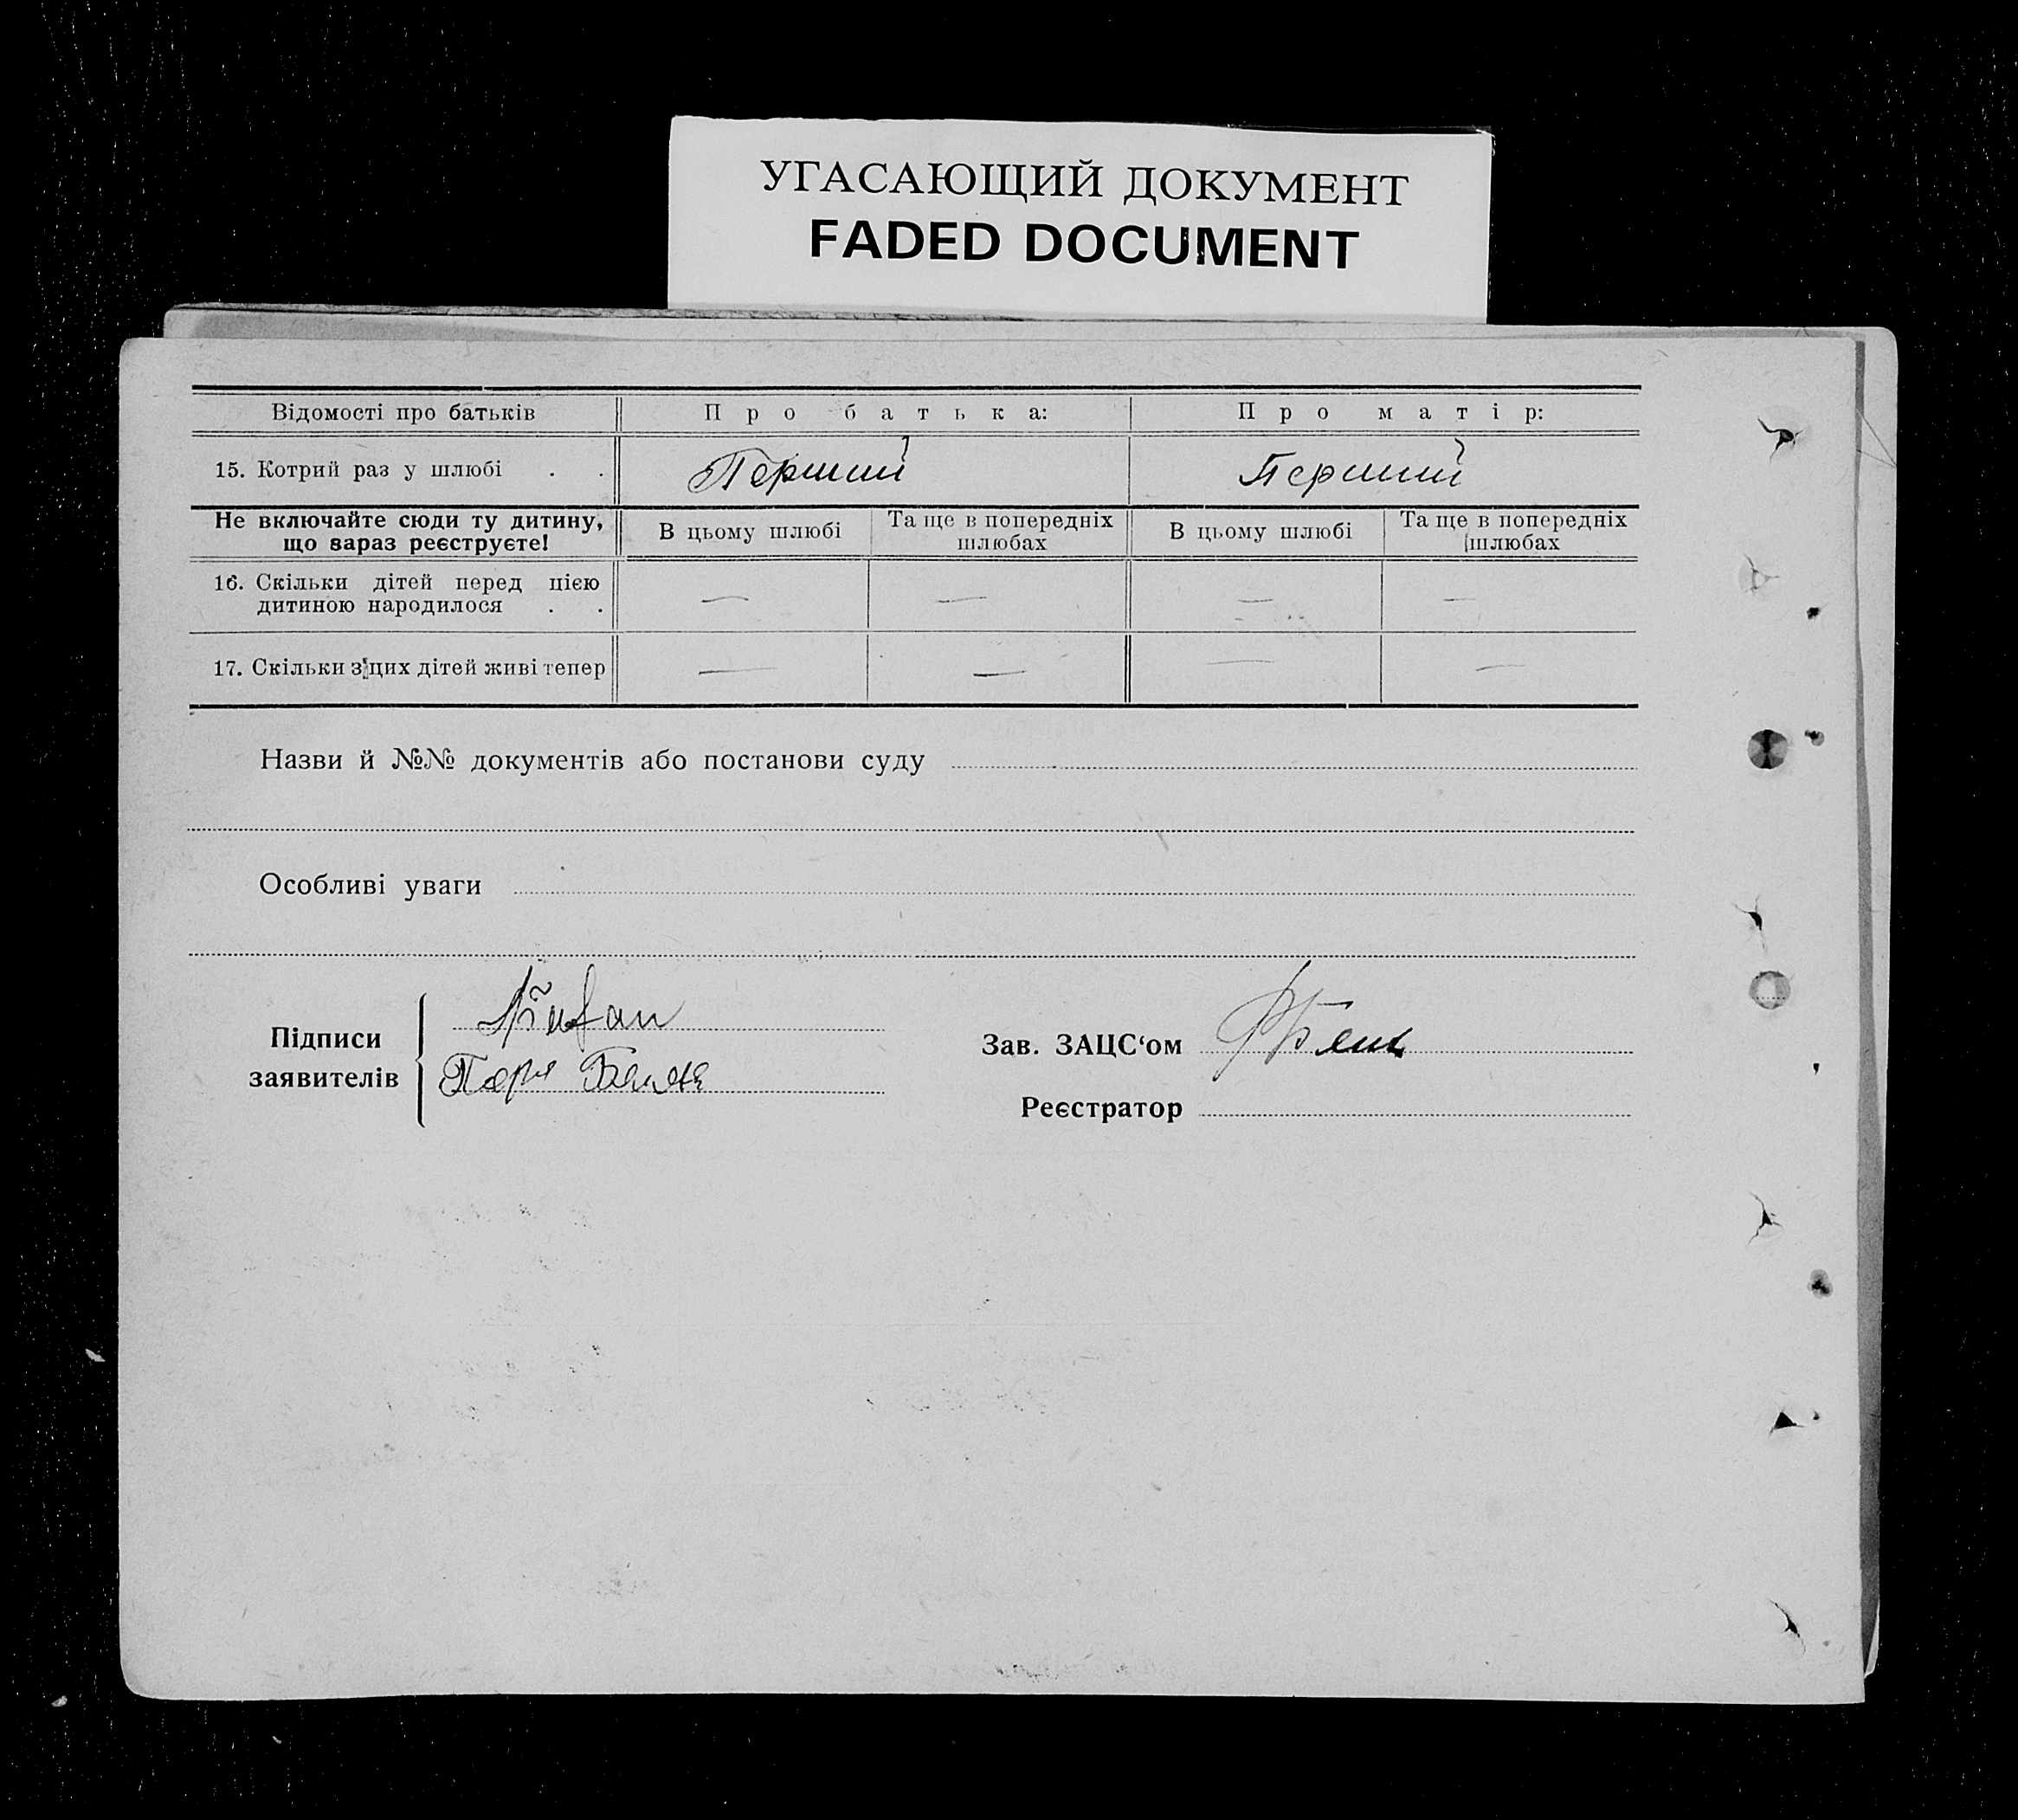 УГАСАЮЩИЙ ДОКУМЕНТ
FADED DOCUMENT
Відомості про батьків Про батька: Про матір:
15. Котрий раз у шлюбі . . Перший Перший
Не включайте сюди ту дитину, що зараз реєструєте! В цьому шлюбі Та ще в попередніх шлюбах В цьому шлюбі Та ще в попередніх шлюбах
16. Скільки дітей перед цією
дитиною народилося . . — — — —
17. Скільки з цих дітей живі тепер — — — —
Назви й №№ документів або постанови суду
Особливі уваги
Підписи
заявителів
Зав. ЗАЦС‘ом
Реєстратор